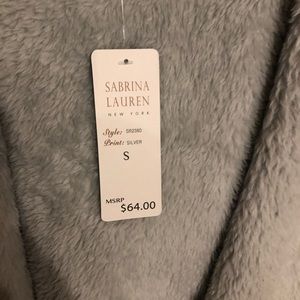 SABRINA
LAUREN
NEW YORK
Style: SR2380
Print: SILVER
S
MSRP
$64.00